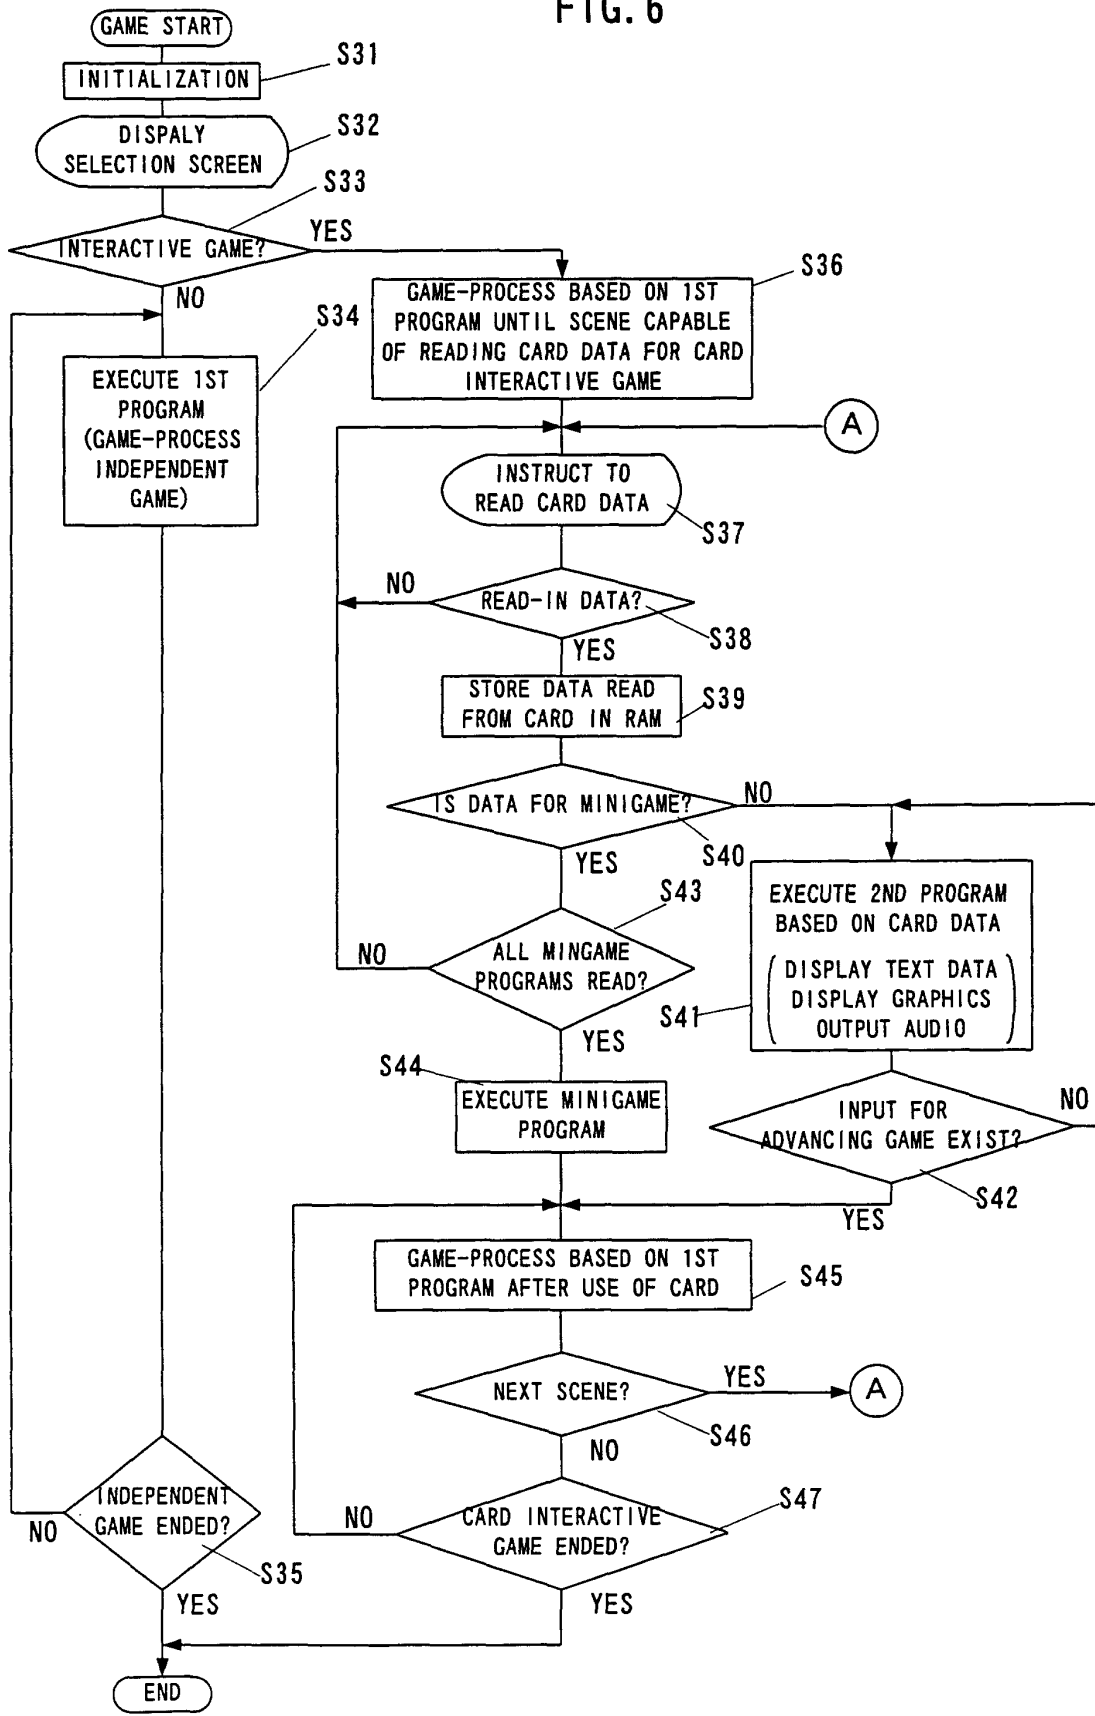 FIG. 6
GAME START
S31
INITIALIZATION
S32
DISPALY
SELECTION SCREEN
S33
INTERACTIVE GAME?
YES
NO
S34
EXECUTE 1ST
PROGRAM
(GAME-PROCESS
INDEPENDENT
GAME)
INDEPENDENT
GAME ENDED?
NO
S35
YES
END
S36
GAME-PROCESS BASED ON 1ST
PROGRAM UNTIL SCENE CAPABLE
OF READING CARD DATA FOR CARD
INTERACTIVE GAME
A
INSTRUCT TO
READ CARD DATA
S37
NO
READ-IN DATA?
S38
YES
STORE DATA READ
FROM CARD IN RAM
S39
IS DATA FOR MINIGAME?
NO
S40
YES
S43
ALL MINGAME
PROGRAMS READ?
NO
YES
S44
EXECUTE MINIGAME
PROGRAM
EXECUTE 2ND PROGRAM
BASED ON CARD DATA
(DISPLAY TEXT DATA
DISPLAY GRAPHICS
OUTPUT AUDIO)
S41
INPUT FOR
ADVANCING GAME EXIST?
NO
S42
YES
GAME-PROCESS BASED ON 1ST
PROGRAM AFTER USE OF CARD
S45
NEXT SCENE?
YES
A
S46
NO
CARD INTERACTIVE
GAME ENDED?
S47
NO
YES